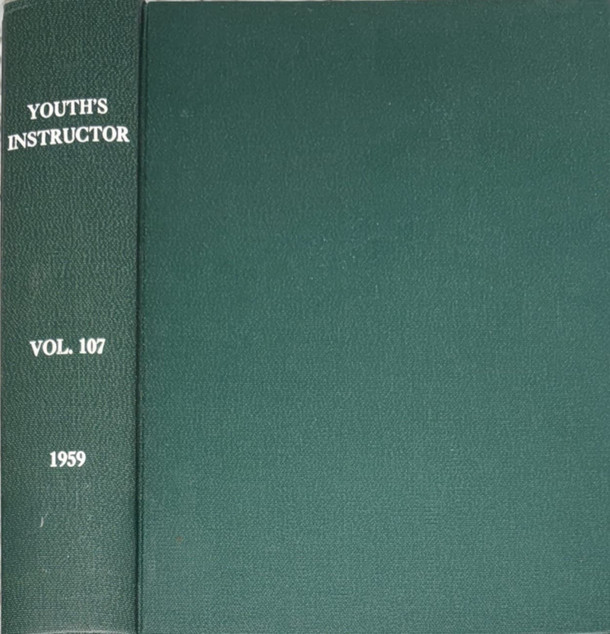 YOUTH'S
INSTRUCTOR
VOL. 107
1959